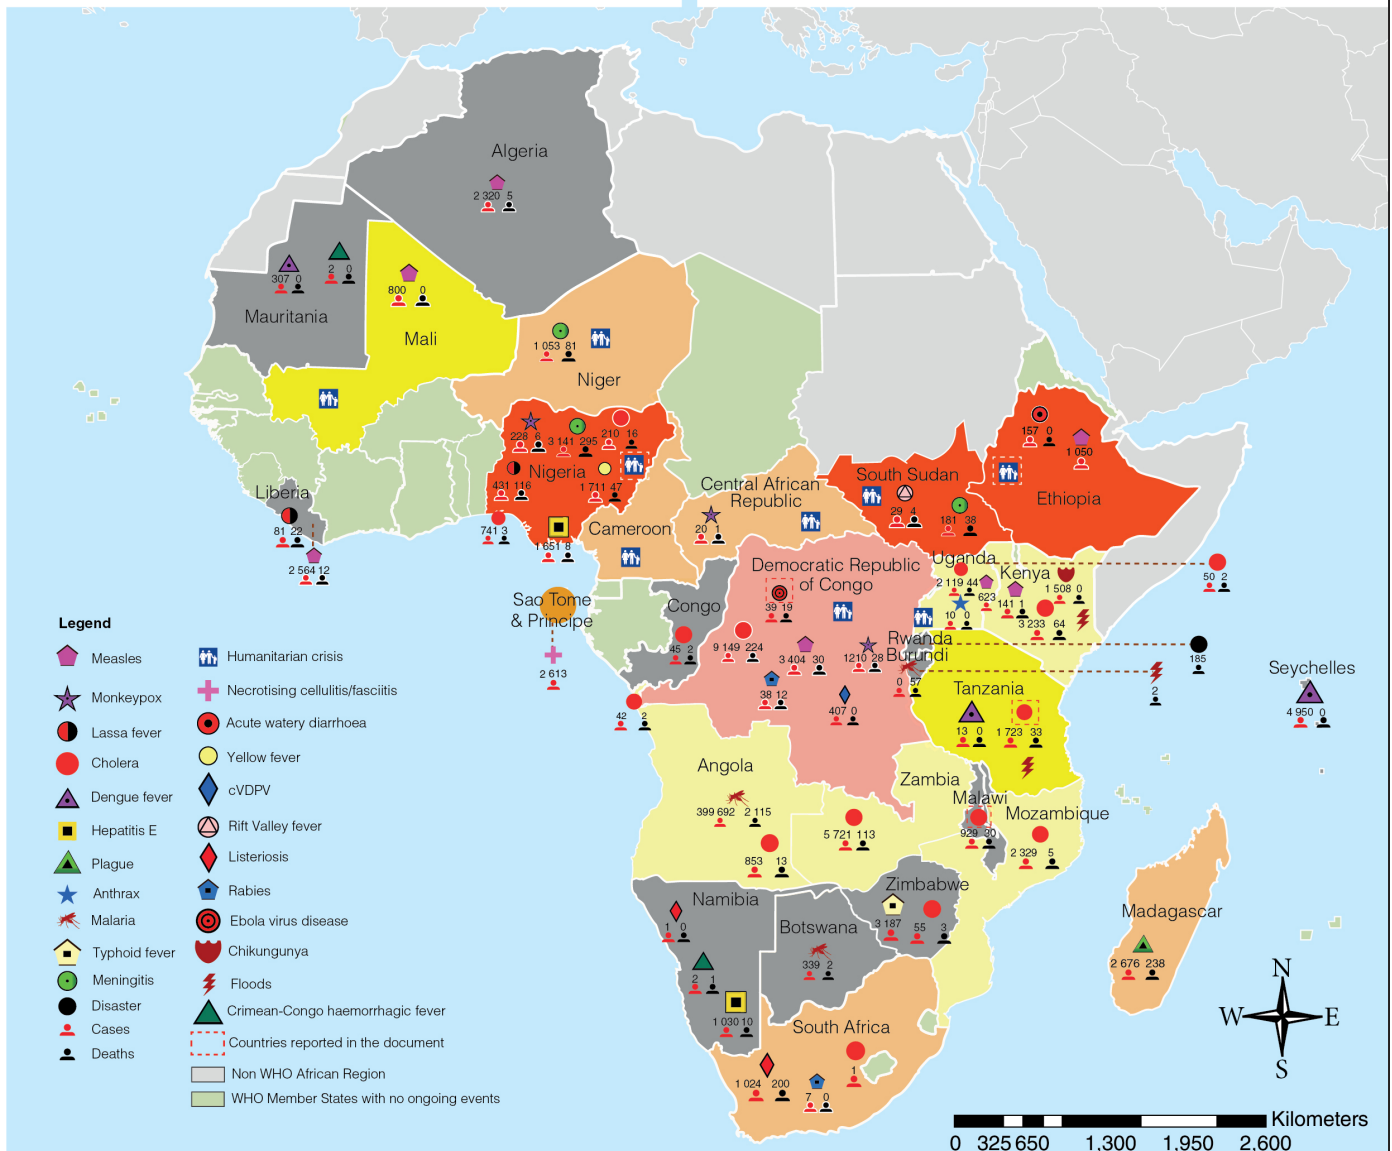 Algeria
2 320 5
307 0
2 0
Mauritania
800 0
Mali
1 053 81
Niger
228 6
3 141 295
210 16
Nigeria
431 116
1 711 47
741 3
1 651 8
Liberia
81 22
2 564 12
Cameroon
Central African
Republic
20 1
South Sudan
29 4
181 38
157 0
1 050
Ethiopia
Sao Tome
& Principe
2 613
Congo
45 2
Democratic Republic
of Congo
39 19
9 149 224
3 404 30
1210 28
38 12
407 0
42 2
Uganda
2 119 44
623
10 0
Kenya
141 1
1 508 0
3 233 64
50 2
Rwanda
Burundi
0 57
185
2
Tanzania
13 0
1 723 33
Seychelles
4 950 0
Angola
399 692 2 115
853 13
Zambia
5 721 113
Malawi
929 30
Mozambique
2 329 5
Namibia
1 0
2 1
1 030 10
Botswana
339 2
Zimbabwe
3 187
55 3
Madagascar
2 676 238
South Africa
1 024 200
7 0
1
Legend
Measles
Monkeypox
Lassa fever
Cholera
Dengue fever
Hepatitis E
Plague
Anthrax
Malaria
Typhoid fever
Meningitis
Disaster
Cases
Deaths
Humanitarian crisis
Necrotising cellulitis/fasciitis
Acute watery diarrhoea
Yellow fever
cVDPV
Rift Valley fever
Listeriosis
Rabies
Ebola virus disease
Chikungunya
Floods
Crimean-Congo haemorrhagic fever
Countries reported in the document
Non WHO African Region
WHO Member States with no ongoing events
N
W E
S
Kilometers
0 325 650 1,300 1,950 2,600